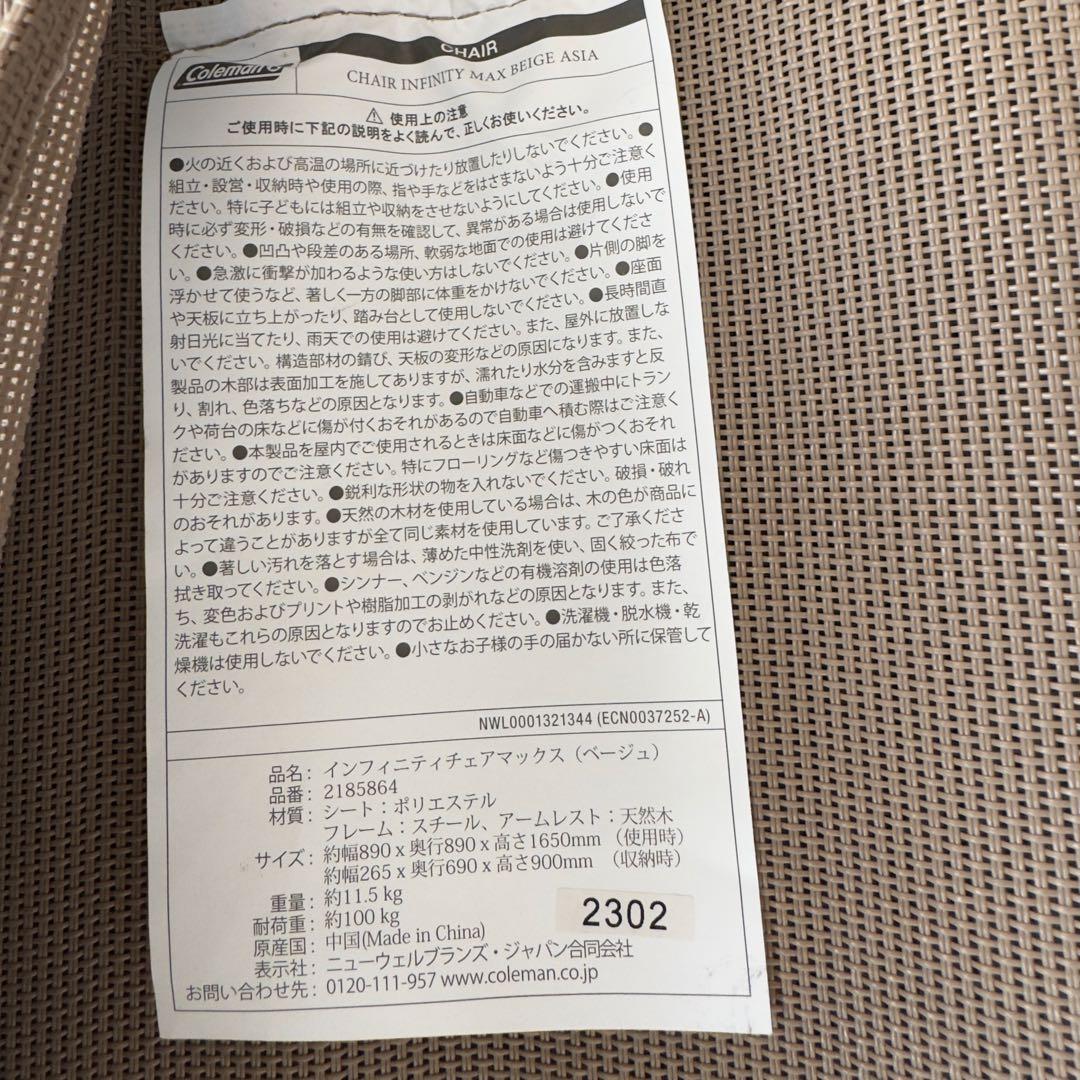 CHAIR
Coleman
CHAIR INFINITY MAX BEIGE ASIA
使用上の注意
ご使用時に下記の説明をよく読んで、正しくお使いください。
●火の近くおよび高温の場所に近づけたり放置したりしないでください。●
組立・設営・収納時や使用の際、指や手などをはさまないよう十分ご注意く
ださい。特に子どもには組立や収納をさせないようにしてください。●使用
時に必ず変形・破損などの有無を確認して、異常がある場合は使用しないで
ください。●凹凸や段差のある場所、軟弱な地面での使用は避けてくださ
い。●急激に衝撃が加わるような使い方はしないでください。●片側の脚を
浮かせて使うなど、著しく一方の脚部に体重をかけないでください。●座面
や天板に立ち上がったり、踏み台として使用しないでください。●長時間直
射日光に当てたり、雨天での使用は避けてください。また、屋外に放置しな
いでください。構造部材の錆び、天板の変形などの原因になります。また、
製品の木部は表面加工を施してありますが、濡れたり水分を含みますと反
り、割れ、色落ちなどの原因となります。●自動車などでの運搬中にトラン
クや荷台の床などに傷が付くおそれがあるので自動車へ積む際はご注意く
ださい。●本製品を屋内でご使用されるときは床面などに傷がつくおそれ
がありますのでご注意ください。特にフローリングなど傷つきやすい床面は
十分ご注意ください。●鋭利な形状の物を入れないでください。破損・破れ
のおそれがあります。●天然の木材を使用している場合は、木の色が商品に
よって違うことがありますが全て同じ素材を使用しています。ご了承くださ
い。●著しい汚れを落とす場合は、薄めた中性洗剤を使い、固く絞った布で
拭き取ってください。●シンナー、ベンジンなどの有機溶剤の使用は色落
ち、変色およびプリントや樹脂加工の剥がれなどの原因となります。また、
洗濯もこれらの原因となりますのでお止めください。●洗濯機・脱水機・乾
燥機は使用しないでください。●小さなお子様の手の届かない所に保管して
ください。
NWL0001321344 (ECN0037252-A)
品名：インフィニティチェアマックス（ベージュ）
品番：2185864
材質：シート：ポリエステル
フレーム：スチール、アームレスト：天然木
サイズ：約幅890 x 奥行890 x 高さ1650mm （使用時）
約幅265 x 奥行690 x 高さ900mm （収納時）
重量：約11.5 kg
耐荷重：約100 kg
原産国：中国(Made in China)
表示社：ニューウェルブランズ・ジャパン合同会社
お問い合わせ先：0120-111-957 www.coleman.co.jp
2302